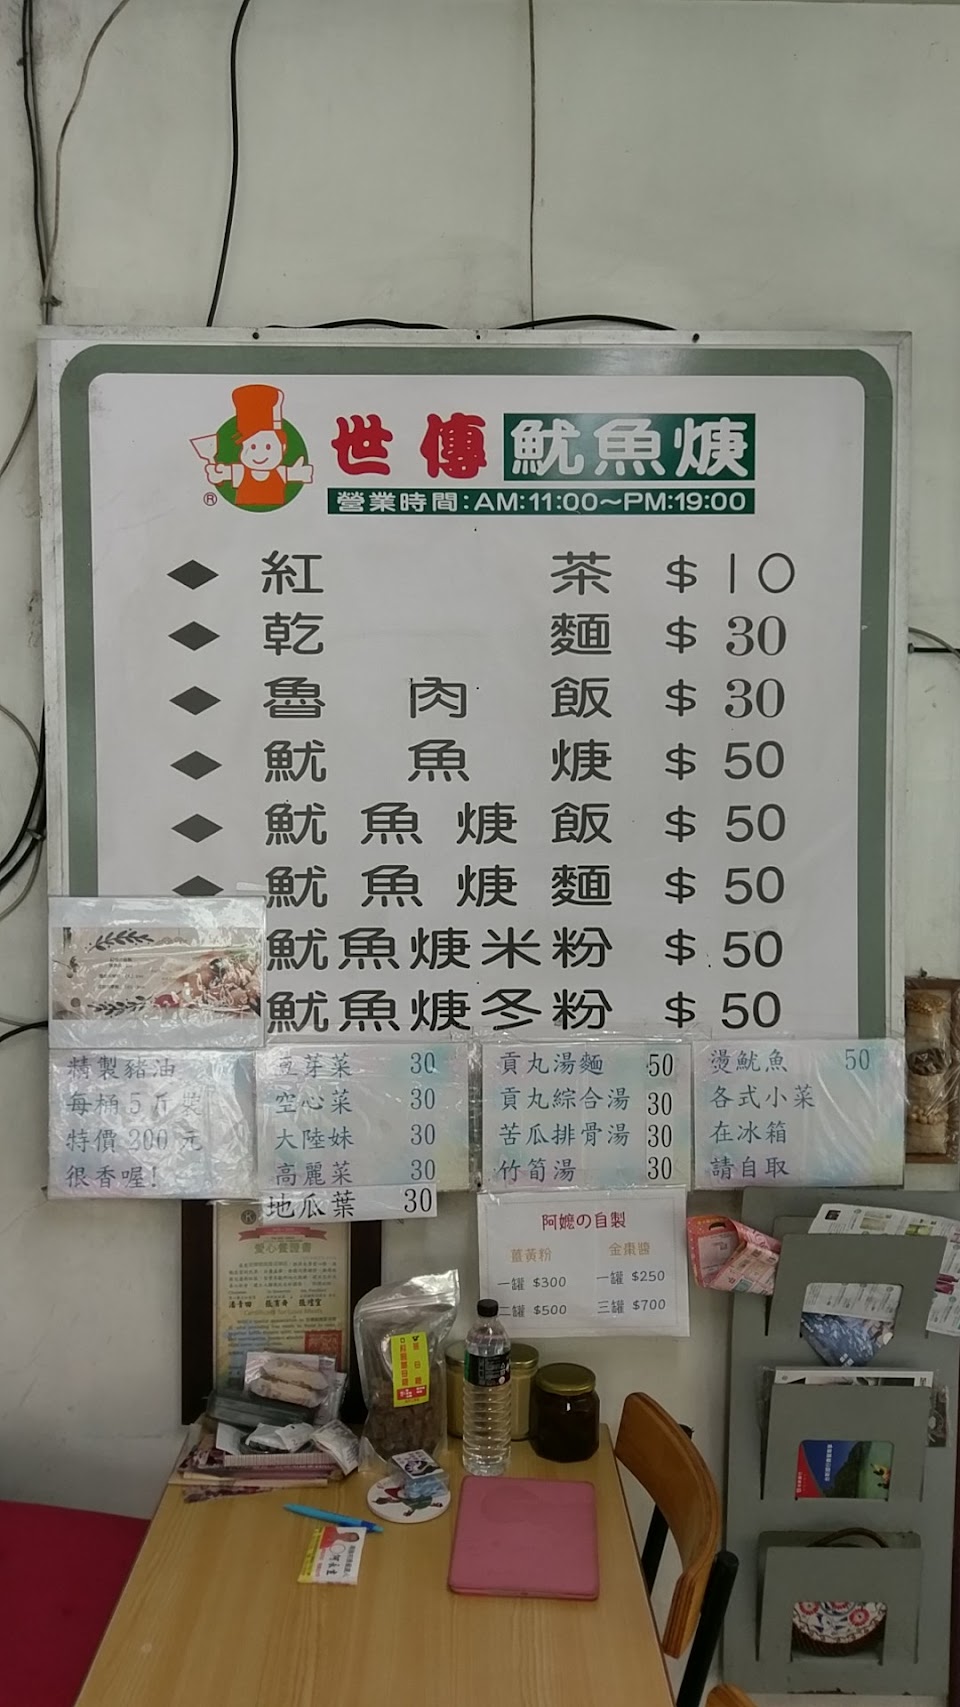 世傳魷魚焿
營業時間:AM:11:00～PM:19:00
®
◆ 紅茶 $10
◆ 乾麵 $30
◆ 魯肉飯 $30
◆ 魷魚焿 $50
◆ 魷魚焿飯 $50
◆ 魷魚焿麵 $50
魷魚焿米粉 $50
魷魚焿冬粉 $50
精製豬油
每桶5斤裝
特價300元
很香喔!
豆芽菜 30
空心菜 30
大陸妹 30
高麗菜 30
地瓜葉 30
貢丸湯麵 50
貢丸綜合湯 30
苦瓜排骨湯 30
竹筍湯 30
燙魷魚 50
各式小菜
在冰箱
請自取
阿嬤の自製
薑黃粉
一罐 $300
二罐 $500
金棗醬
一罐 $250
三罐 $700
愛心餐證書